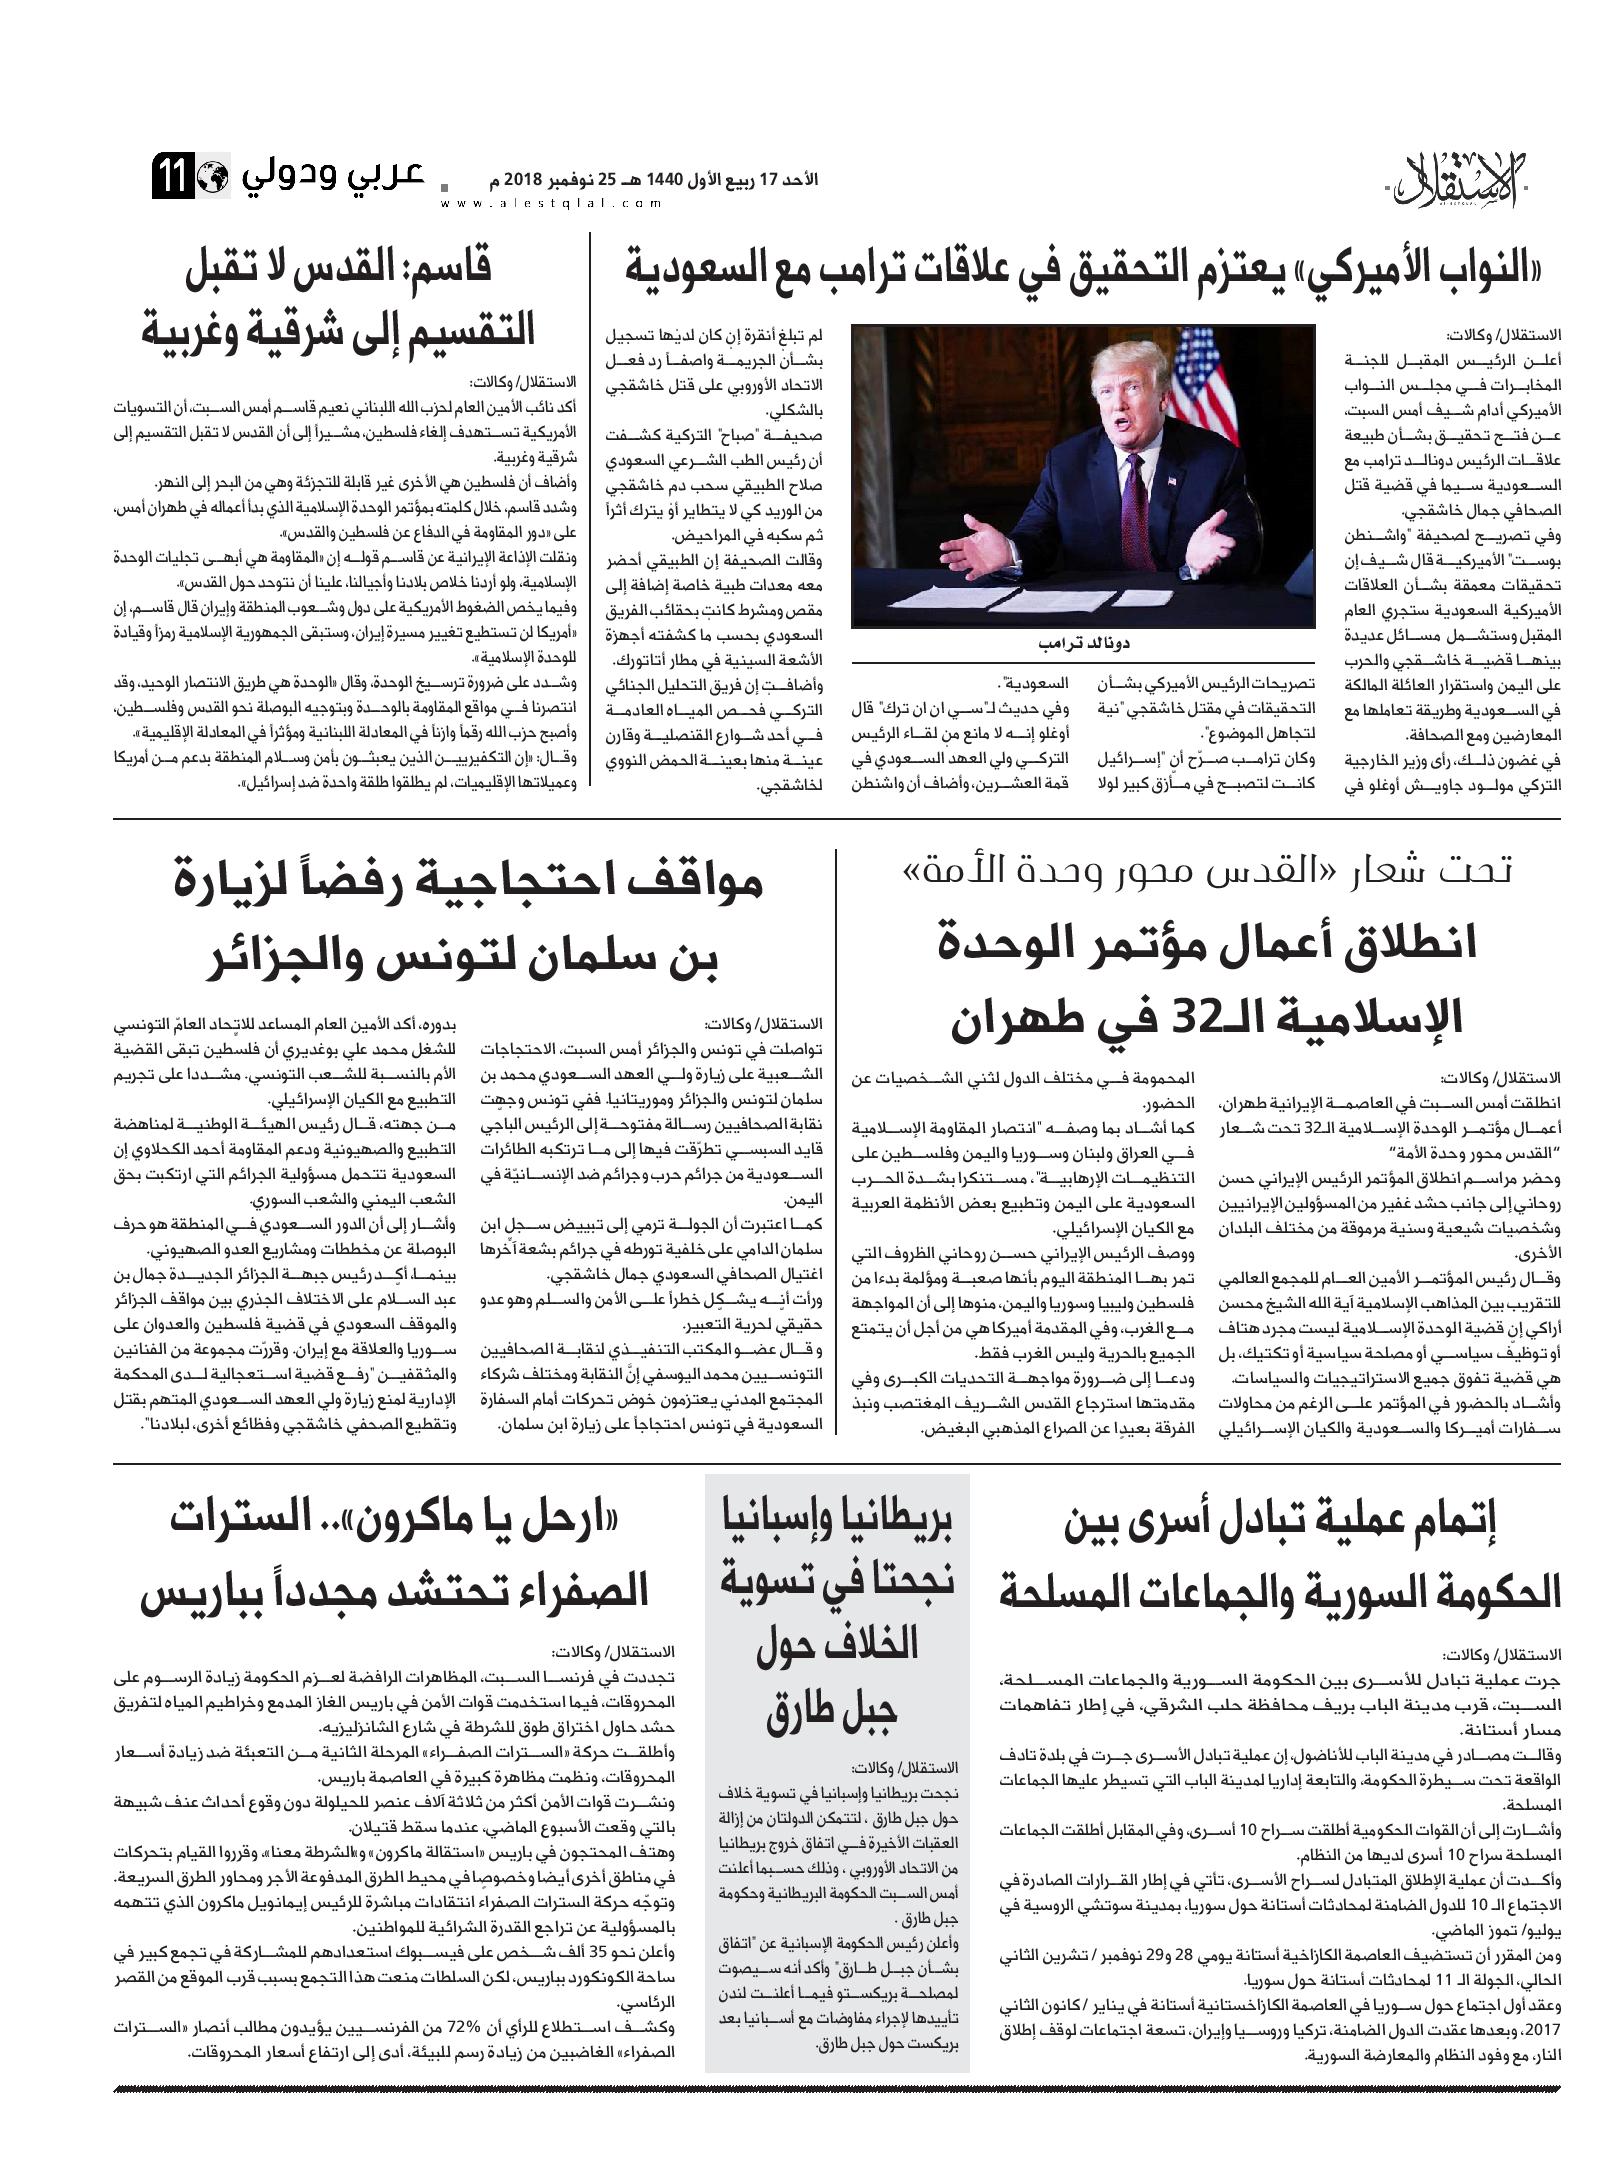 الاستقلال
الأحد 17 ربيع الأول 1440 هـ 25 نوفمبر 2018 م
www.alestqlal.com
عربي ودولي
11
«النواب الأميركي» يعتزم التحقيق في علاقات ترامب مع السعودية
الاستقلال/ وكالات:
أعلن الرئيس المقبل للجنة
المخابرات في مجلس النواب
الأميركي أدام شيف أمس السبت،
عن فتح تحقيق بشأن طبيعة
علاقات الرئيس دونالد ترامب مع
السعودية سيما في قضية قتل
الصحافي جمال خاشقجي.
وفي تصريح لصحيفة "واشنطن
بوست" الأميركية قال شيف إن
تحقيقات معمقة بشأن العلاقات
الأميركية السعودية ستجري العام
المقبل وستشمل مسائل عديدة
بينها قضية خاشقجي والحرب
على اليمن واستقرار العائلة المالكة
في السعودية وطريقة تعاملها مع
المعارضين ومع الصحافة.
في غضون ذلك، رأى وزير الخارجية
التركي مولود جاويش أوغلو في
دونالد ترامب
تصريحات الرئيس الأميركي بشأن
التحقيقات في مقتل خاشقجي "نية
لتجاهل الموضوع".
وكان ترامب صرّح أن "إسرائيل
كانت لتصبح في مأزق كبير لولا
السعودية".
وفي حديث لـ"سي ان ان ترك" قال
أوغلو إنه لا مانع من لقاء الرئيس
التركي ولي العهد السعودي في
قمة العشرين، وأضاف أن واشنطن
لم تبلغ أنقرة إن كان لديها تسجيل
بشأن الجريمة واصفاً رد فعل
الاتحاد الأوروبي على قتل خاشقجي
بالشكلي.
صحيفة "صباح" التركية كشفت
أن رئيس الطب الشرعي السعودي
صلاح الطبيقي سحب دم خاشقجي
من الوريد كي لا يتطاير أو يترك أثراً
ثم سكبه في المراحيض.
وقالت الصحيفة إن الطبيقي أحضر
معه معدات طبية خاصة إضافة إلى
مقص ومشرط كانت بحقائب الفريق
السعودي بحسب ما كشفته أجهزة
الأشعة السينية في مطار أتاتورك.
وأضافت إن فريق التحليل الجنائي
التركي فحص المياه العادمة
في أحد شوارع القنصلية وقارن
عينة منها بعينة الحمض النووي
لخاشقجي.
قاسم: القدس لا تقبل
التقسيم إلى شرقية وغربية
الاستقلال/ وكالات:
أكد نائب الأمين العام لحزب الله اللبناني نعيم قاسم أمس السبت، أن التسويات
الأمريكية تستهدف إلغاء فلسطين، مشيراً إلى أن القدس لا تقبل التقسيم إلى
شرقية وغربية.
وأضاف أن فلسطين هي الأخرى غير قابلة للتجزئة وهي من البحر إلى النهر.
وشدد قاسم، خلال كلمته بمؤتمر الوحدة الإسلامية الذي بدأ أعماله في طهران أمس،
على «دور المقاومة في الدفاع عن فلسطين والقدس».
ونقلت الإذاعة الإيرانية عن قاسم قوله إن «المقاومة هي أبهى تجليات الوحدة
الإسلامية، ولو أردنا خلاص بلادنا وأجيالنا، علينا أن نتوحد حول القدس».
وفيما يخص الضغوط الأمريكية على دول وشعوب المنطقة وإيران قال قاسم، إن
«أمريكا لن تستطيع تغيير مسيرة إيران، وستبقى الجمهورية الإسلامية رمزاً وقيادة
للوحدة الإسلامية».
وشدد على ضرورة ترسيخ الوحدة، وقال «الوحدة هي طريق الانتصار الوحيد، وقد
انتصرنا في مواقع المقاومة بالوحدة وبتوجيه البوصلة نحو القدس وفلسطين،
وأصبح حزب الله رقماً وازناً في المعادلة اللبنانية ومؤثراً في المعادلة الإقليمية».
وقال: «إن التكفيريين الذين يعبثون بأمن وسلام المنطقة بدعم من أمريكا
وعميلاتها الإقليميات، لم يطلقوا طلقة واحدة ضد إسرائيل».
تحت شعار «القدس محور وحدة الأمة»
انطلاق أعمال مؤتمر الوحدة
الإسلامية الـ32 في طهران
الاستقلال/ وكالات:
انطلقت أمس السبت في العاصمة الإيرانية طهران،
أعمال مؤتمر الوحدة الإسلامية الـ32 تحت شعار
"القدس محور وحدة الأمة"
وحضر مراسم انطلاق المؤتمر الرئيس الإيراني حسن
روحاني إلى جانب حشد غفير من المسؤولين الإيرانيين
وشخصيات شيعية وسنية مرموقة من مختلف البلدان
الأخرى.
وقال رئيس المؤتمر الأمين العام للمجمع العالمي
للتقريب بين المذاهب الإسلامية آية الله الشيخ محسن
أراكي إن قضية الوحدة الإسلامية ليست مجرد هتاف
أو توظيف سياسي أو مصلحة سياسية أو تكتيك، بل
هي قضية تفوق جميع الاستراتيجيات والسياسات.
وأشاد بالحضور في المؤتمر على الرغم من محاولات
سفارات أميركا والسعودية والكيان الإسرائيلي
المحمومة في مختلف الدول لثني الشخصيات عن
الحضور.
كما أشاد بما وصفه "انتصار المقاومة الإسلامية
في العراق ولبنان وسوريا واليمن وفلسطين على
التنظيمات الإرهابية"، مستنكرا بشدة الحرب
السعودية على اليمن وتطبيع بعض الأنظمة العربية
مع الكيان الإسرائيلي.
ووصف الرئيس الإيراني حسن روحاني الظروف التي
تمر بها المنطقة اليوم بأنها صعبة ومؤلمة بدءا من
فلسطين وليبيا وسوريا واليمن، منوها إلى أن المواجهة
مع الغرب، وفي المقدمة أميركا هي من أجل أن يتمتع
الجميع بالحرية وليس الغرب فقط.
ودعا إلى ضرورة مواجهة التحديات الكبرى وفي
مقدمتها استرجاع القدس الشريف المغتصب ونبذ
الفرقة بعيدا عن الصراع المذهبي البغيض.
مواقف احتجاجية رفضاً لزيارة
بن سلمان لتونس والجزائر
الاستقلال/ وكالات:
تواصلت في تونس والجزائر أمس السبت، الاحتجاجات
الشعبية على زيارة ولي العهد السعودي محمد بن
سلمان لتونس والجزائر وموريتانيا. ففي تونس وجهت
نقابة الصحافيين رسالة مفتوحة إلى الرئيس الباجي
قايد السبسي تطرّقت فيها إلى ما ترتكبه الطائرات
السعودية من جرائم حرب وجرائم ضد الإنسانيّة في
اليمن.
كما اعتبرت أن الجولة ترمي إلى تبييض سجل ابن
سلمان الدامي على خلفية تورطه في جرائم بشعة آخرها
اغتيال الصحافي السعودي جمال خاشقجي.
ورأت أنه يشكل خطراً على الأمن والسلم وهو عدو
حقيقي لحرية التعبير.
و قال عضو المكتب التنفيذي لنقابة الصحافيين
التونسيين محمد اليوسفي إنّ النقابة ومختلف شركاء
المجتمع المدني يعتزمون خوض تحركات أمام السفارة
السعودية في تونس احتجاجاً على زيارة ابن سلمان.
بدوره، أكد الأمين العام المساعد للاتحاد العامّ التونسي
للشغل محمد علي بوغديري أن فلسطين تبقى القضية
الأم بالنسبة للشعب التونسي. مشددا على تجريم
التطبيع مع الكيان الإسرائيلي.
من جهته، قال رئيس الهيئة الوطنية لمناهضة
التطبيع والصهيونية ودعم المقاومة أحمد الكحلاوي إن
السعودية تتحمل مسؤولية الجرائم التي ارتكبت بحق
الشعب اليمني والشعب السوري.
وأشار إلى أن الدور السعودي في المنطقة هو حرف
البوصلة عن مخططات ومشاريع العدو الصهيوني.
بينما، أكد رئيس جبهة الجزائر الجديدة جمال بن
عبد السلام على الاختلاف الجذري بين مواقف الجزائر
والموقف السعودي في قضية فلسطين والعدوان على
سوريا والعلاقة مع إيران. وقررّت مجموعة من الفنانين
والمثقفين "رفع قضية استعجالية لدى المحكمة
الإدارية لمنع زيارة ولي العهد السعودي المتهم بقتل
وتقطيع الصحفي خاشقجي وفظائع أخرى، لبلادنا".
إتمام عملية تبادل أسرى بين
الحكومة السورية والجماعات المسلحة
الاستقلال/ وكالات:
جرت عملية تبادل للأسرى بين الحكومة السورية والجماعات المسلحة،
السبت، قرب مدينة الباب بريف محافظة حلب الشرقي، في إطار تفاهمات
مسار أستانة.
وقالت مصادر في مدينة الباب للأناضول، إن عملية تبادل الأسرى جرت في بلدة تادف
الواقعة تحت سيطرة الحكومة، والتابعة إداريا لمدينة الباب التي تسيطر عليها الجماعات
المسلحة.
وأشارت إلى أن القوات الحكومية أطلقت سراح 10 أسرى، وفي المقابل أطلقت الجماعات
المسلحة سراح 10 أسرى لديها من النظام.
وأكدت أن عملية الإطلاق المتبادل لسراح الأسرى، تأتي في إطار القرارات الصادرة في
الاجتماع الـ 10 للدول الضامنة لمحادثات أستانة حول سوريا، بمدينة سوتشي الروسية في
يوليو/ تموز الماضي.
ومن المقرر أن تستضيف العاصمة الكازاخية أستانة يومي 28 و29 نوفمبر / تشرين الثاني
الحالي، الجولة الـ 11 لمحادثات أستانة حول سوريا.
وعقد أول اجتماع حول سوريا في العاصمة الكازاخستانية أستانة في يناير / كانون الثاني
2017، وبعدها عقدت الدول الضامنة، تركيا وروسيا وإيران، تسعة اجتماعات لوقف إطلاق
النار، مع وفود النظام والمعارضة السورية.
بريطانيا وإسبانيا
نجحتا في تسوية
الخلاف حول
جبل طارق
الاستقلال/ وكالات:
نجحت بريطانيا وإسبانيا في تسوية خلاف
حول جبل طارق ، لتتمكن الدولتان من إزالة
العقبات الأخيرة في اتفاق خروج بريطانيا
من الاتحاد الأوروبي ، وذلك حسبما أعلنت
أمس السبت الحكومة البريطانية وحكومة
جبل طارق .
وأعلن رئيس الحكومة الإسبانية عن "اتفاق
بشأن جبل طارق" وأكد أنه سيصوت
لمصلحة بريكستو فيما أعلنت لندن
تأييدها لإجراء مفاوضات مع أسبانيا بعد
بريكست حول جبل طارق.
«ارحل يا ماكرون».. السترات
الصفراء تحتشد مجدداً بباريس
الاستقلال/ وكالات:
تجددت في فرنسا السبت، المظاهرات الرافضة لعزم الحكومة زيادة الرسوم على
المحروقات، فيما استخدمت قوات الأمن في باريس الغاز المدمع وخراطيم المياه لتفريق
حشد حاول اختراق طوق للشرطة في شارع الشانزليزيه.
وأطلقت حركة «السترات الصفراء» المرحلة الثانية من التعبئة ضد زيادة أسعار
المحروقات، ونظمت مظاهرة كبيرة في العاصمة باريس.
ونشرت قوات الأمن أكثر من ثلاثة آلاف عنصر للحيلولة دون وقوع أحداث عنف شبيهة
بالتي وقعت الأسبوع الماضي، عندما سقط قتيلان.
وهتف المحتجون في باريس «استقالة ماكرون» و«الشرطة معنا»، وقرروا القيام بتحركات
في مناطق أخرى أيضا وخصوصا في محيط الطرق المدفوعة الأجر ومحاور الطرق السريعة.
وتوجّه حركة السترات الصفراء انتقادات مباشرة للرئيس إيمانويل ماكرون الذي تتهمه
بالمسؤولية عن تراجع القدرة الشرائية للمواطنين.
وأعلن نحو 35 ألف شخص على فيسبوك استعدادهم للمشاركة في تجمع كبير في
ساحة الكونكورد بباريس، لكن السلطات منعت هذا التجمع بسبب قرب الموقع من القصر
الرئاسي.
وكشف استطلاع للرأي أن 72% من الفرنسيين يؤيدون مطالب أنصار «السترات
الصفراء» الغاضبين من زيادة رسم للبيئة، أدى إلى ارتفاع أسعار المحروقات.